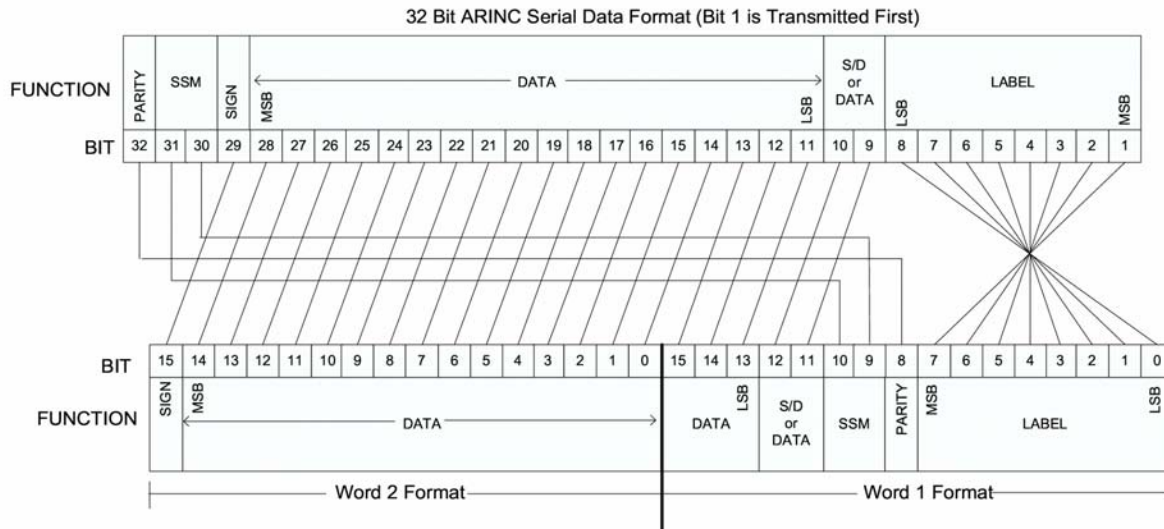 32 Bit ARINC Serial Data Format (Bit 1 is Transmitted First)
FUNCTION PARITY SSM SIGN MSB DATA LSB S/D or DATA LSB LABEL MSB
BIT 32 31 30 29 28 27 26 25 24 23 22 21 20 19 18 17 16 15 14 13 12 11 10 9 8 7 6 5 4 3 2 1
BIT 15 14 13 12 11 10 9 8 7 6 5 4 3 2 1 0 15 14 13 12 11 10 9 8 7 6 5 4 3 2 1 0
FUNCTION SIGN MSB DATA DATA LSB S/D or DATA SSM PARITY MSB LABEL LSB
Word 2 Format Word 1 Format